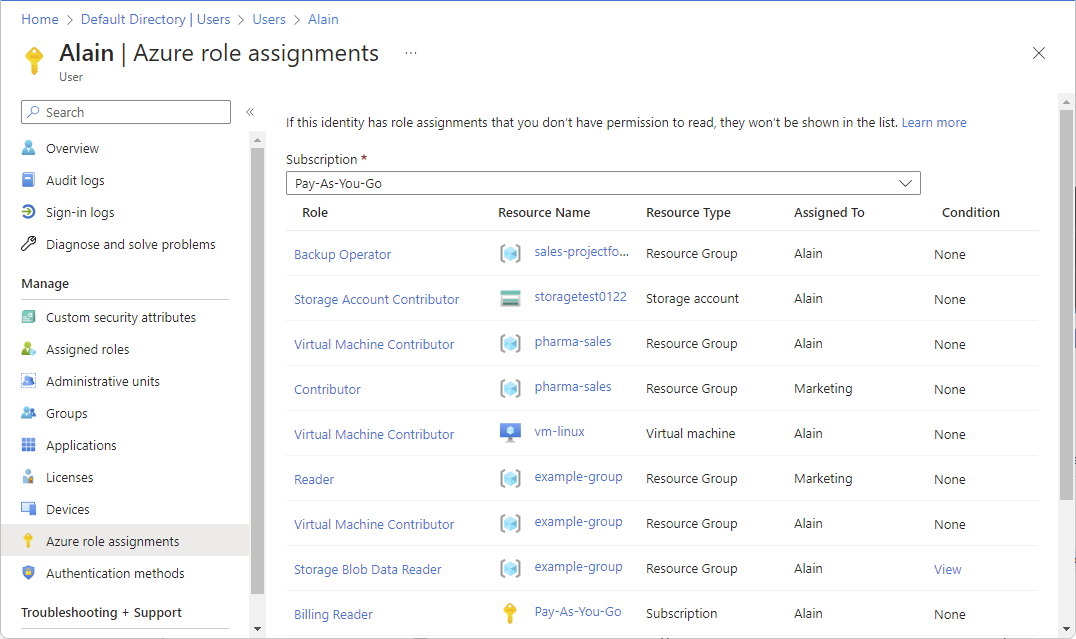 Home > Default Directory | Users > Users > Alain
Alain | Azure role assignments ...
User
Search «
Overview
Audit logs
Sign-in logs
Diagnose and solve problems
Manage
Custom security attributes
Assigned roles
Administrative units
Groups
Applications
Licenses
Devices
Azure role assignments
Authentication methods
Troubleshooting + Support
If this identity has role assignments that you don't have permission to read, they won't be shown in the list. Learn more
Subscription *
Pay-As-You-Go
Role Resource Name Resource Type Assigned To Condition
Backup Operator sales-projectfo... Resource Group Alain None
Storage Account Contributor storagetest0122 Storage account Alain None
Virtual Machine Contributor pharma-sales Resource Group Alain None
Contributor pharma-sales Resource Group Marketing None
Virtual Machine Contributor vm-linux Virtual machine Alain None
Reader example-group Resource Group Marketing None
Virtual Machine Contributor example-group Resource Group Alain None
Storage Blob Data Reader example-group Resource Group Alain View
Billing Reader Pay-As-You-Go Subscription Alain None